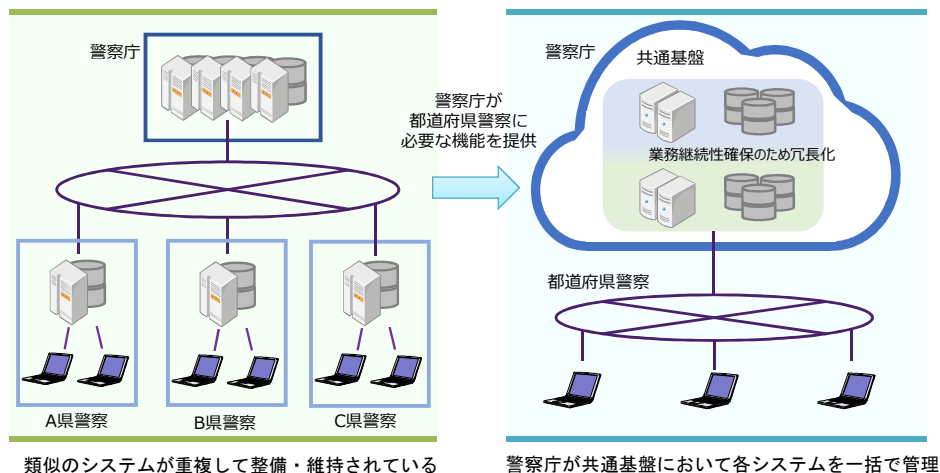 警察庁
A県警察
B県警察
C県警察
類似のシステムが重複して整備・維持されている
警察庁が
都道府県警察に
必要な機能を提供
警察庁
共通基盤
業務継続性確保のため冗長化
都道府県警察
警察庁が共通基盤において各システムを一括で管理